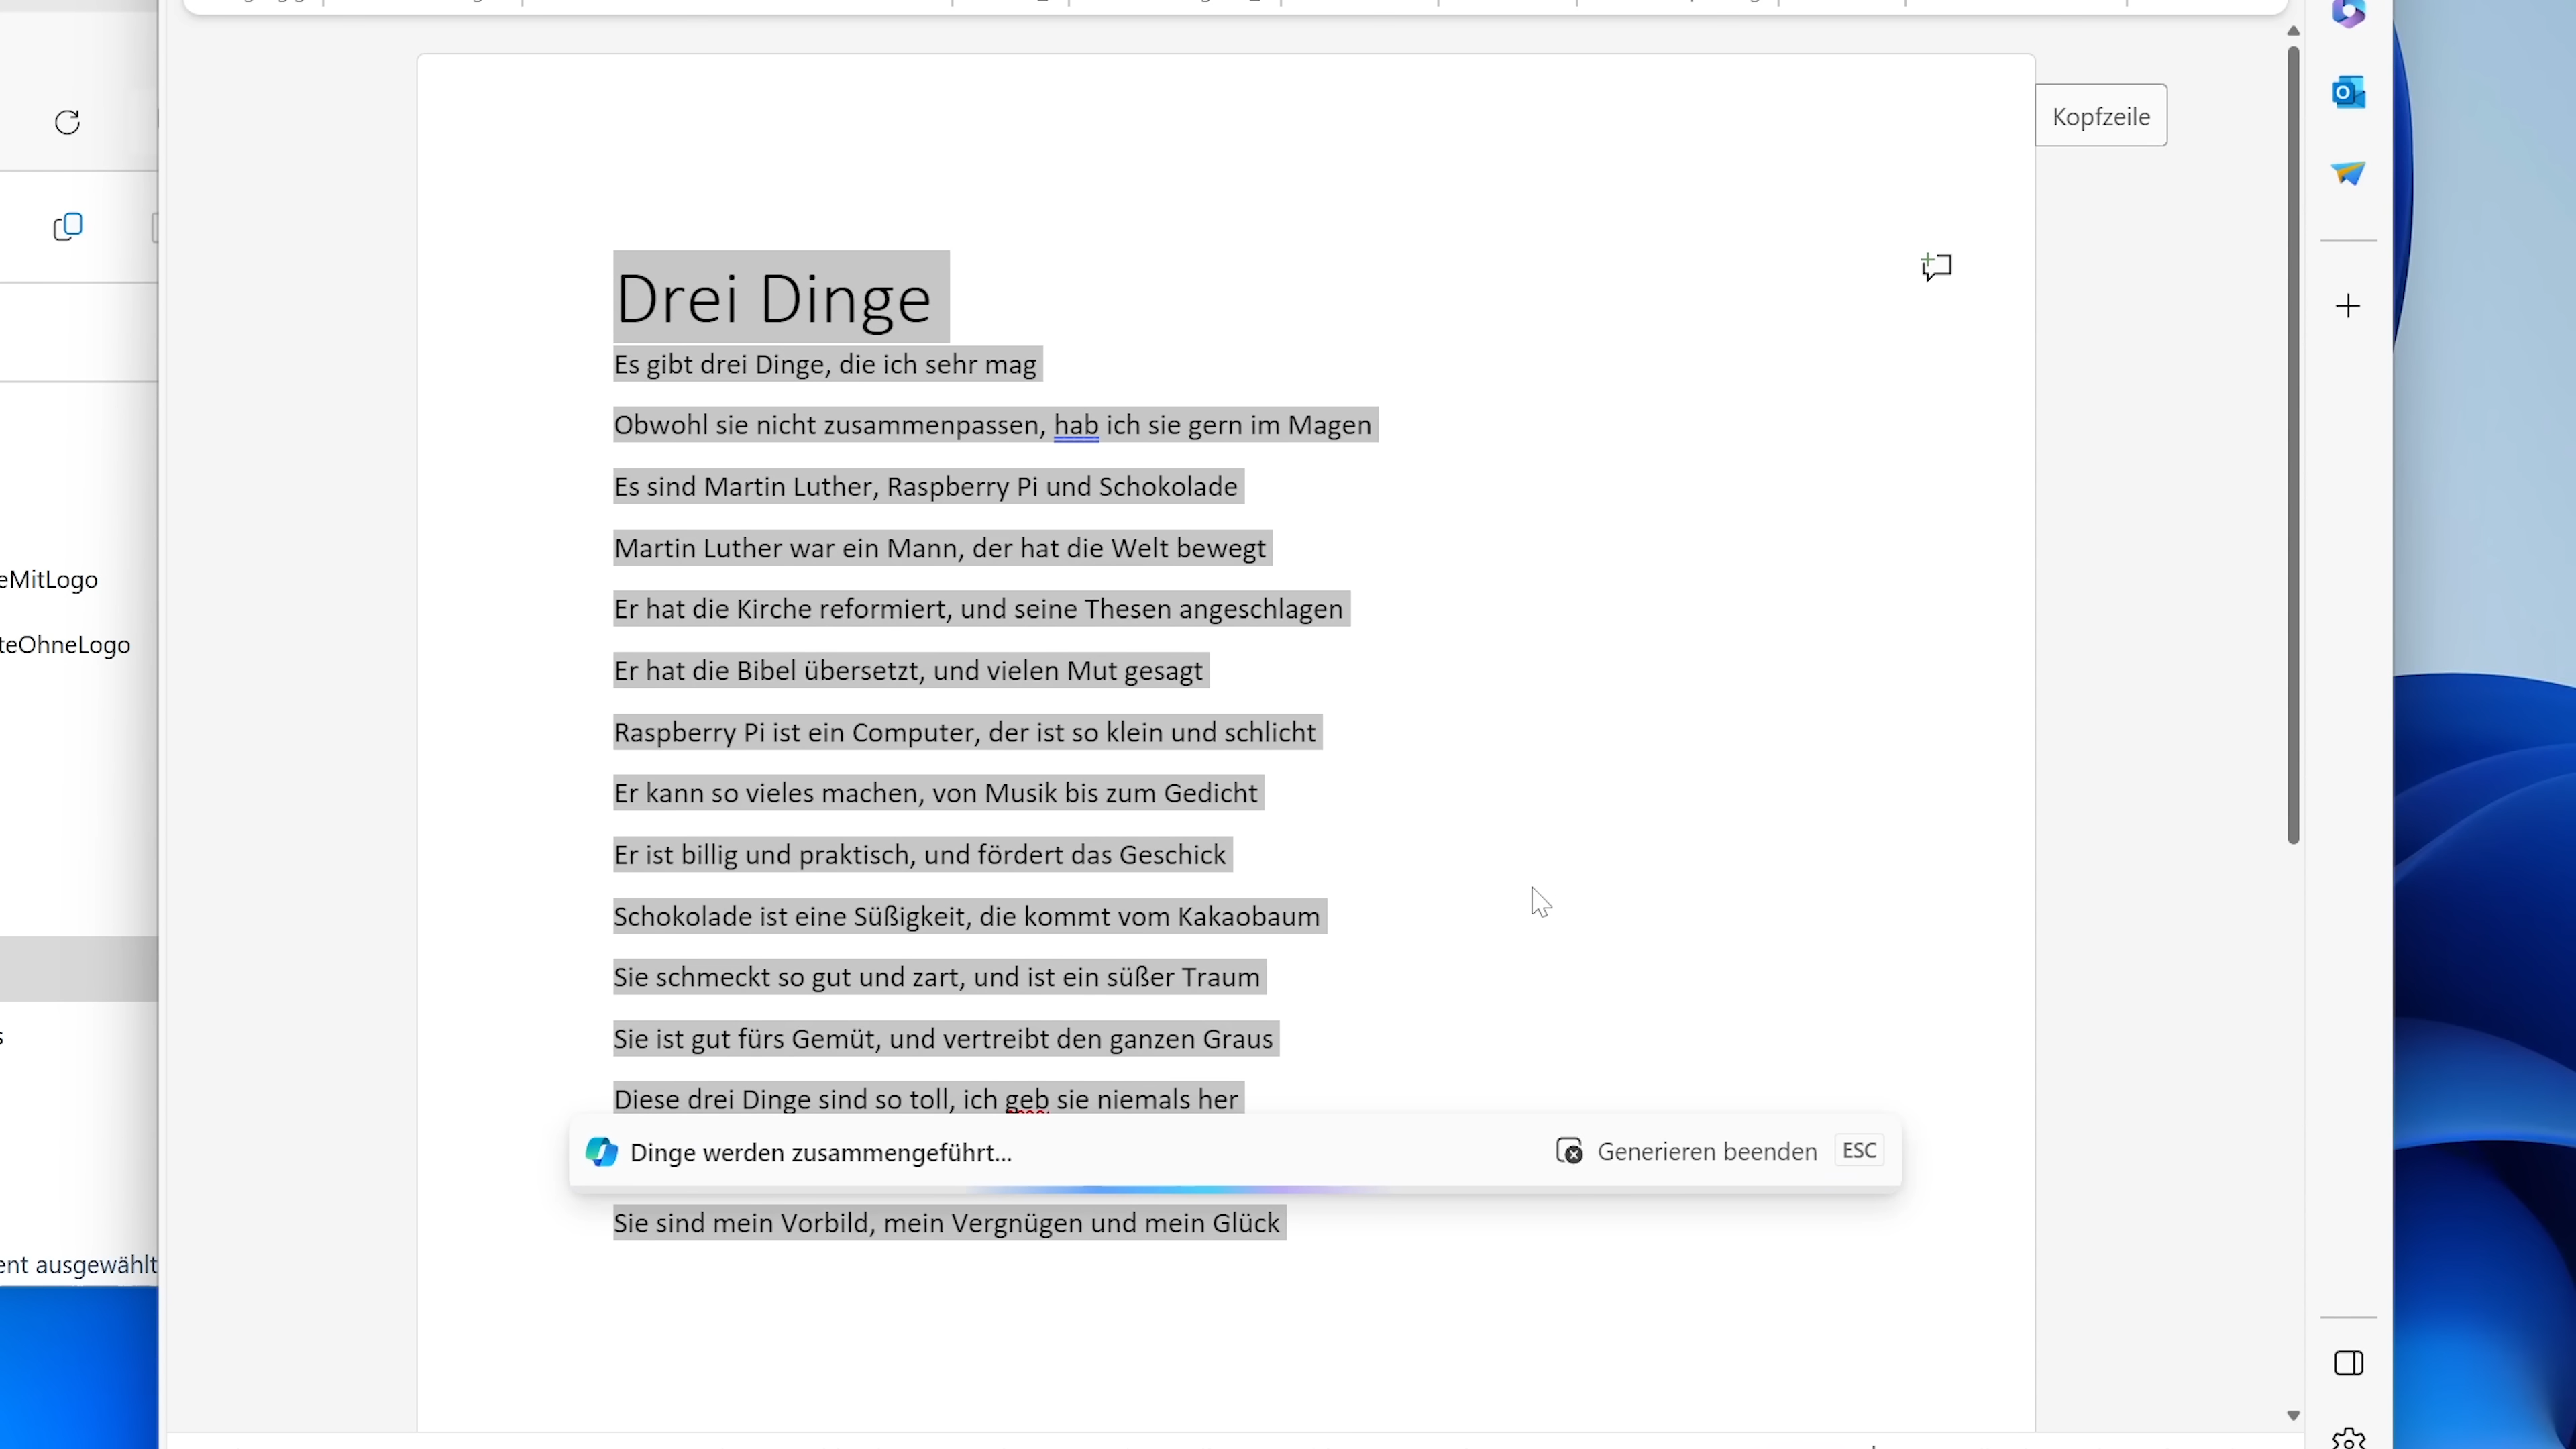 Kopfzeile
Drei Dinge
Es gibt drei Dinge, die ich sehr mag
Obwohl sie nicht zusammenpassen, hab ich sie gern im Magen
Es sind Martin Luther, Raspberry Pi und Schokolade
Martin Luther war ein Mann, der hat die Welt bewegt
Er hat die Kirche reformiert, und seine Thesen angeschlagen
Er hat die Bibel übersetzt, und vielen Mut gesagt
Raspberry Pi ist ein Computer, der ist so klein und schlicht
Er kann so vieles machen, von Musik bis zum Gedicht
Er ist billig und praktisch, und fördert das Geschick
Schokolade ist eine Süßigkeit, die kommt vom Kakaobaum
Sie schmeckt so gut und zart, und ist ein süßer Traum
Sie ist gut fürs Gemüt, und vertreibt den ganzen Graus
Diese drei Dinge sind so toll, ich geb sie niemals her
Dinge werden zusammengeführt... Generieren beenden ESC
Sie sind mein Vorbild, mein Vergnügen und mein Glück
eMitLogo
teOhneLogo
s
ent ausgewählt